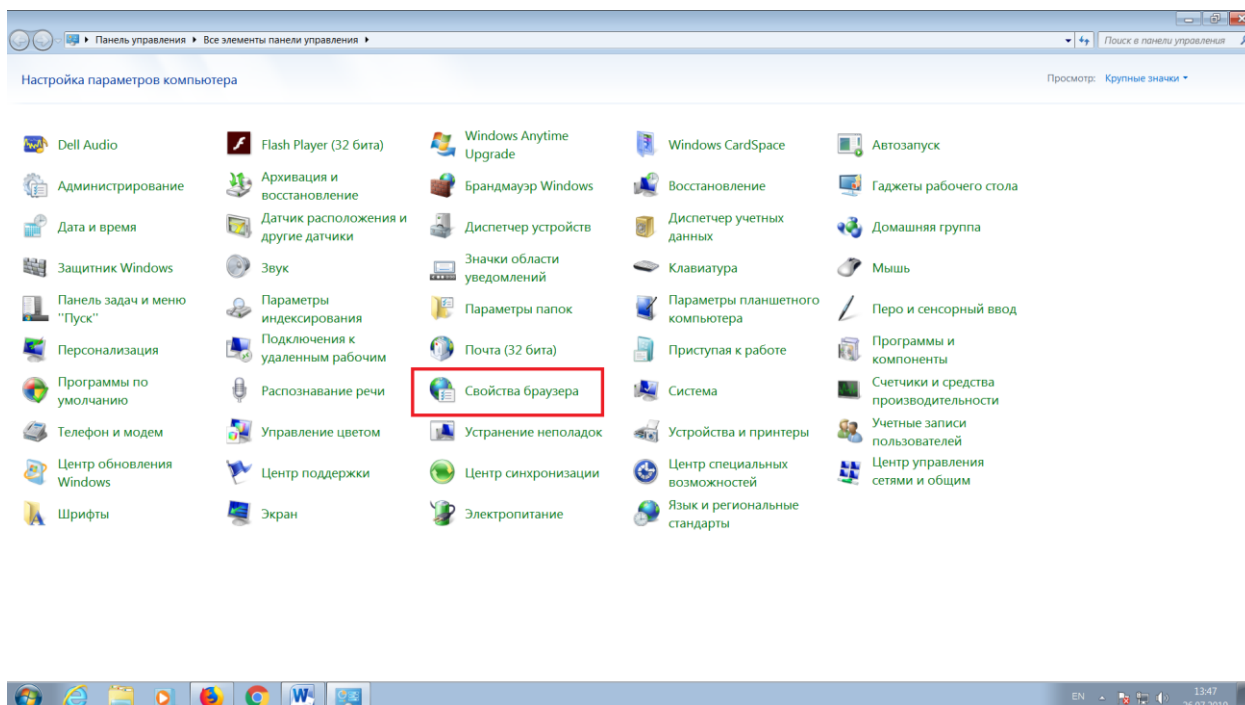 Панель управления ▸ Все элементы панели управления ▸
Поиск в панели управления
Настройка параметров компьютера
Просмотр: Крупные значки
Dell Audio
Flash Player (32 бита)
Windows Anytime
Upgrade
Windows CardSpace
Автозапуск
Администрирование
Архивация и
восстановление
Брандмауэр Windows
Восстановление
Гаджеты рабочего стола
Дата и время
Датчик расположения и
другие датчики
Диспетчер устройств
Диспетчер учетных
данных
Домашняя группа
Защитник Windows
Звук
Значки области
уведомлений
Клавиатура
Мышь
Панель задач и меню
"Пуск"
Параметры
индексирования
Параметры папок
Параметры планшетного
компьютера
Перо и сенсорный ввод
Персонализация
Подключения к
удаленным рабочим
Почта (32 бита)
Приступая к работе
Программы и
компоненты
Программы по
умолчанию
Распознавание речи
Свойства браузера
Система
Счетчики и средства
производительности
Телефон и модем
Управление цветом
Устранение неполадок
Устройства и принтеры
Учетные записи
пользователей
Центр обновления
Windows
Центр поддержки
Центр синхронизации
Центр специальных
возможностей
Центр управления
сетями и общим
Шрифты
Экран
Электропитание
Язык и региональные
стандарты
EN
13:47